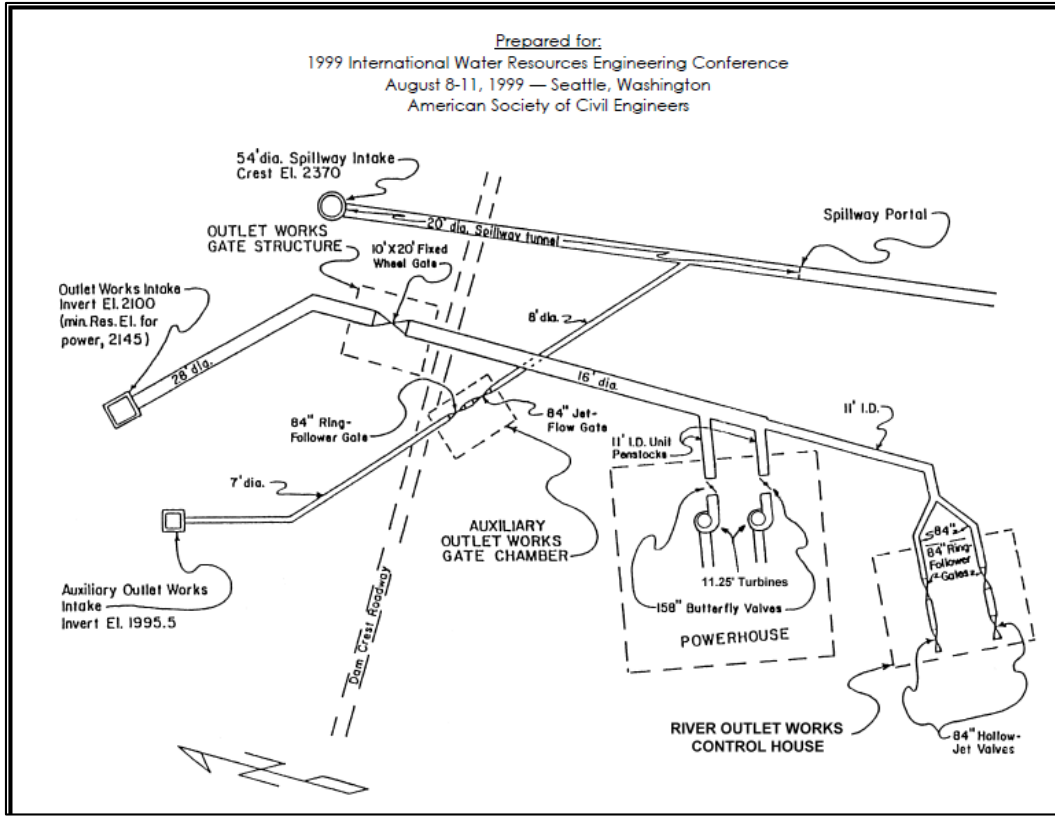 Prepared for:
1999 International Water Resources Engineering Conference
August 8-11, 1999 — Seattle, Washington
American Society of Civil Engineers
54' dia. Spillway Intake
Crest El. 2370
20' dia. Spillway tunnel
Spillway Portal
OUTLET WORKS
GATE STRUCTURE
10'X20' Fixed
Wheel Gate
Outlet Works Intake
Invert El. 2100
(min. Res. El. for
power, 2145)
28' dia.
8' dia.
16' dia.
84" Ring-
Follower Gate
84" Jet-
Flow Gate
11' I.D.
11' I.D. Unit
Penstocks
7' dia.
AUXILIARY
OUTLET WORKS
GATE CHAMBER
84"
84" Ring-
Follower
Gates
Auxiliary Outlet Works
Intake
Invert El. 1995.5
Dam Crest Roadway
11.25' Turbines
158" Butterfly Valves
POWERHOUSE
RIVER OUTLET WORKS
CONTROL HOUSE
84" Hollow-
Jet Valves